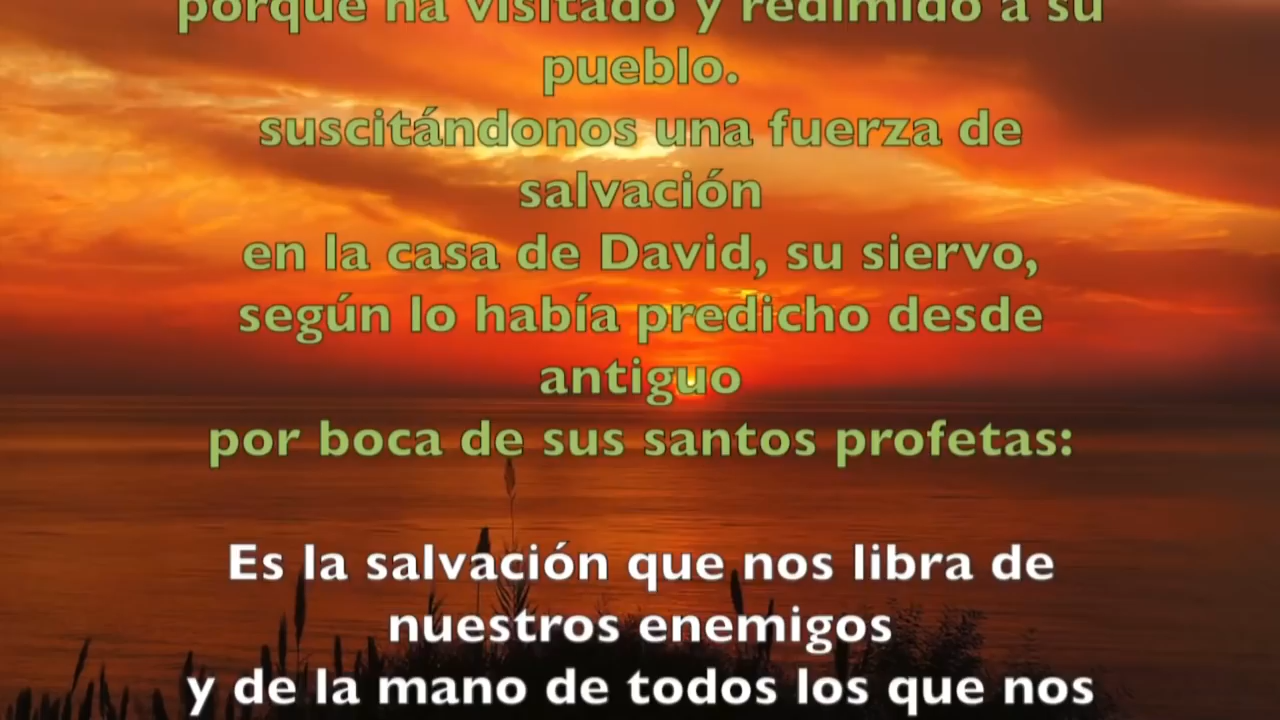 porque ha visitado y redimido a su
pueblo.
suscitándonos una fuerza de
salvación
en la casa de David, su siervo,
según lo había predicho desde
antiguo
por boca de sus santos profetas:
Es la salvación que nos libra de
nuestros enemigos
y de la mano de todos los que nos